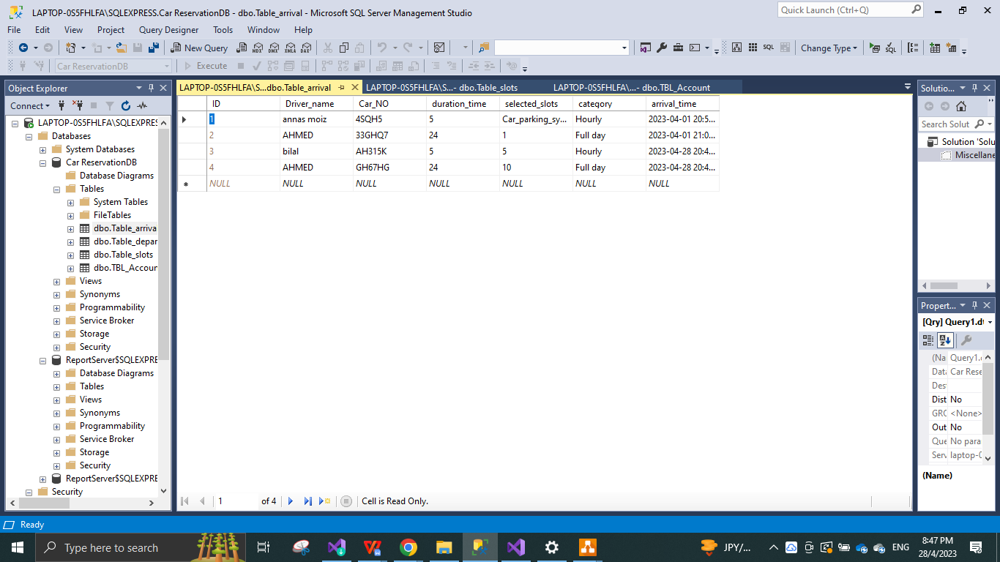 LAPTOP-0S5FHLFA\SQLEXPRESS.Car ReservationDB - dbo.Table_arrival - Microsoft SQL Server Management Studio
Quick Launch (Ctrl+Q)
File Edit View Project Query Designer Tools Window Help
New Query MDX DMX XMLA DAX SQL Change Type
Car ReservationDB Execute
Object Explorer
Connect
LAPTOP-0S5FHLFA\SQLEXPRES
Databases
System Databases
Car ReservationDB
Database Diagrams
Tables
System Tables
FileTables
dbo.Table_arriva
dbo.Table_depar
dbo.Table_slots
dbo.TBL_Accour
Views
Synonyms
Programmability
Service Broker
Storage
Security
ReportServer$SQLEXPRE
Database Diagrams
Tables
Views
Synonyms
Programmability
Service Broker
Storage
Security
ReportServer$SQLEXPRE
Security
LAPTOP-0S5FHLFA\S...dbo.Table_arrival LAPTOP-0S5FHLFA\S...- dbo.Table_slots LAPTOP-0S5FHLFA\...- dbo.TBL_Account
ID Driver_name Car_NO duration_time selected_slots category arrival_time
1 annas moiz 4SQH5 5 Car_parking_sy... Hourly 2023-04-01 20:5...
2 AHMED 33GHQ7 24 1 Full day 2023-04-01 21:0...
3 bilal AH315K 5 5 Hourly 2023-04-28 20:4...
4 AHMED GH67HG 24 10 Full day 2023-04-28 20:4...
NULL NULL NULL NULL NULL NULL NULL
1 of 4 Cell is Read Only.
Solution...
Search Solut
Solution 'Solu
Miscellane
Propert...
[Qry] Query1.dt
(Na Query1.
Data Car Rese
Des
Dist No
GRC <None>
Out No
Que No para
Serv laptop-0
(Name)
Ready
Type here to search
JPY/... ENG 8:47 PM
28/4/2023